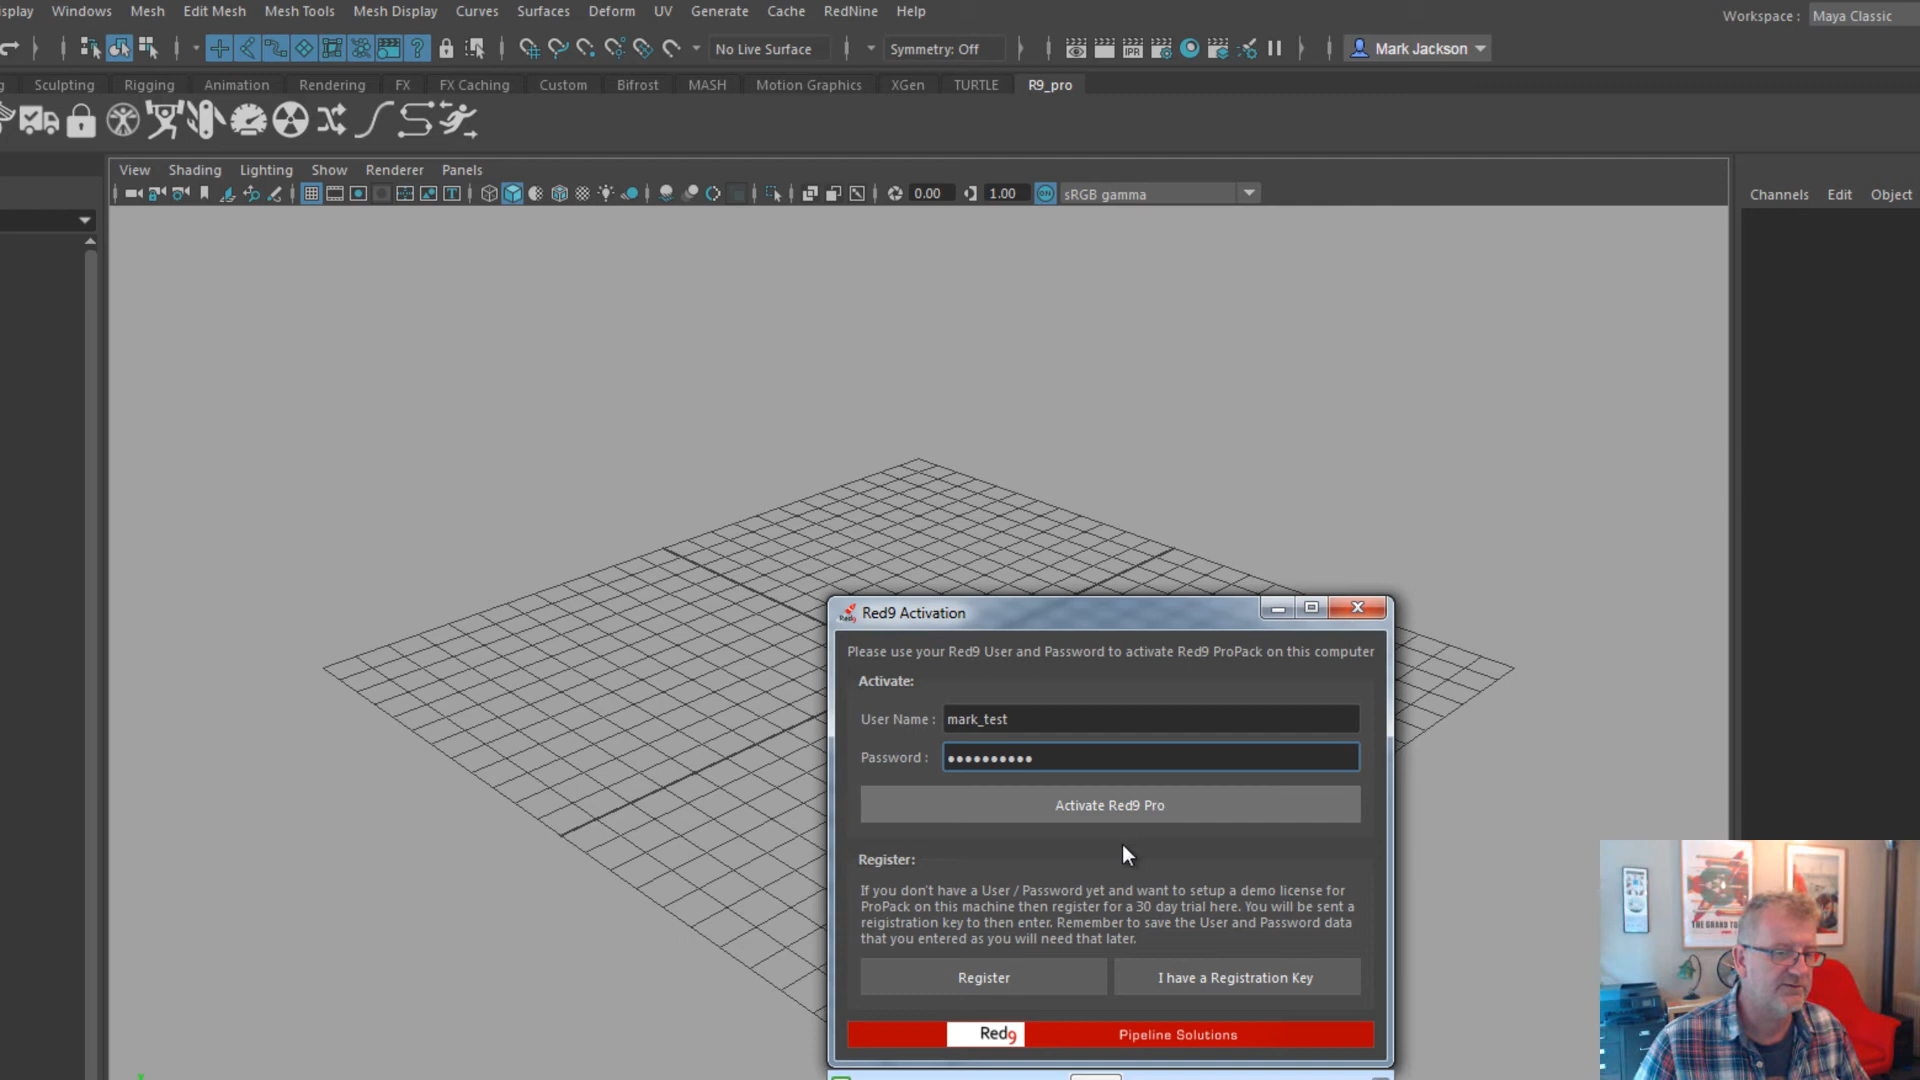 splay Windows Mesh Edit Mesh Mesh Tools Mesh Display Curves Surfaces Deform UV Generate Cache RedNine Help
Workspace : Maya Classic
No Live Surface Symmetry: Off IPR Mark Jackson
g Sculpting Rigging Animation Rendering FX FX Caching Custom Bifrost MASH Motion Graphics XGen TURTLE R9_pro
View Shading Lighting Show Renderer Panels
0.00 1.00 ON sRGB gamma
Channels Edit Object
Red9 Activation
Please use your Red9 User and Password to activate Red9 ProPack on this computer
Activate:
User Name : mark_test
Password : ●●●●●●●●●●
Activate Red9 Pro
Register:
If you don't have a User / Password yet and want to setup a demo license for
ProPack on this machine then register for a 30 day trial here. You will be sent a
reigistration key to then enter. Remember to save the User and Password data
that you entered as you will need that later.
Register I have a Registration Key
Red9 Pipeline Solutions
THE GRAND TO